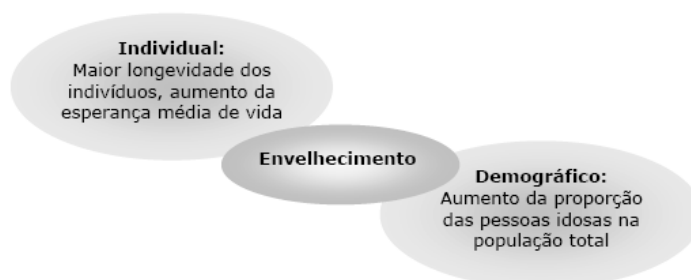 Individual:
Maior longevidade dos
indivíduos, aumento da
esperança média de vida
Envelhecimento
Demográfico:
Aumento da proporção
das pessoas idosas na
população total